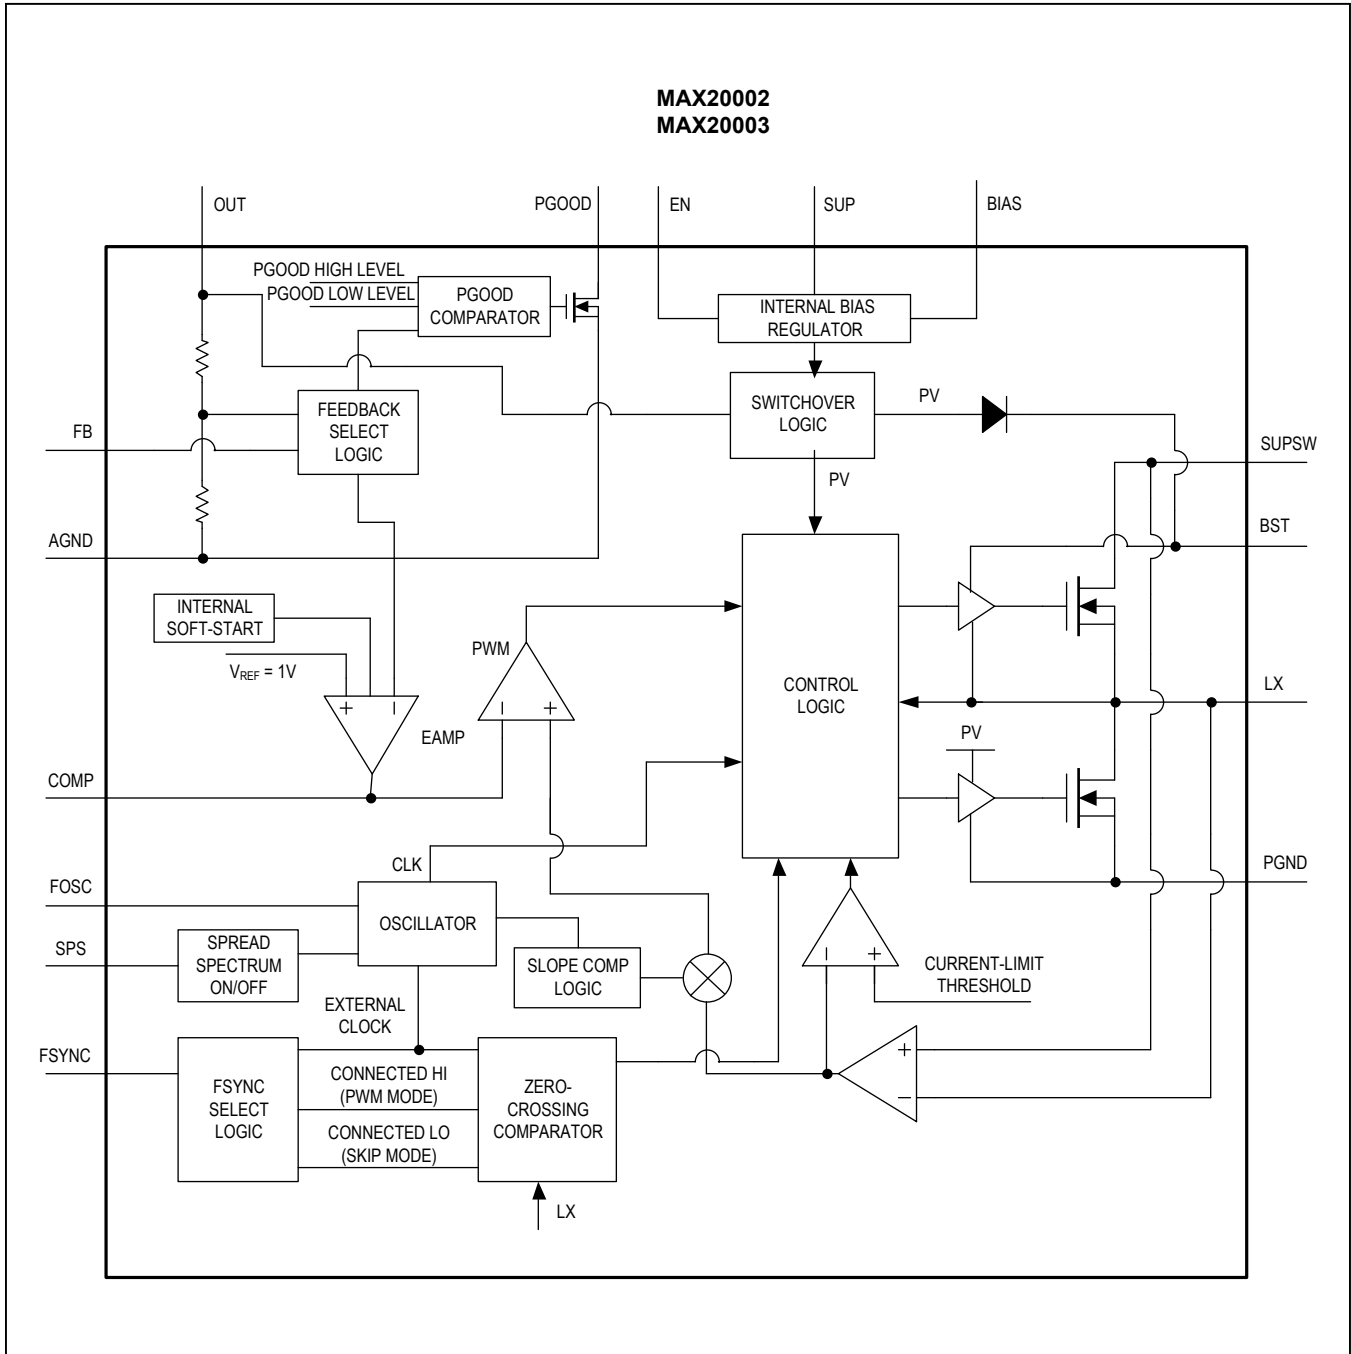 MAX20002
MAX20003
OUT
PGOOD
EN
SUP
BIAS
PGOOD HIGH LEVEL
PGOOD LOW LEVEL
PGOOD
COMPARATOR
INTERNAL BIAS
REGULATOR
FEEDBACK
SELECT
LOGIC
SWITCHOVER
LOGIC
PV
FB
SUPSW
PV
AGND
BST
INTERNAL
SOFT-START
VREF = 1V
PWM
CONTROL
LOGIC
LX
+
–
–
+
EAMP
PV
COMP
CLK
FOSC
PGND
OSCILLATOR
SPS
SPREAD
SPECTRUM
ON/OFF
SLOPE COMP
LOGIC
–
+
CURRENT-LIMIT
THRESHOLD
EXTERNAL
CLOCK
FSYNC
FSYNC
SELECT
LOGIC
CONNECTED HI
(PWM MODE)
CONNECTED LO
(SKIP MODE)
ZERO-
CROSSING
COMPARATOR
+
–
LX